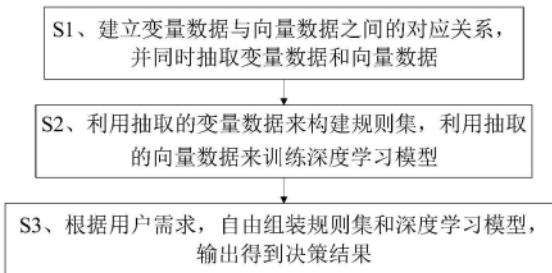 S1、建立变量数据与向量数据之间的对应关系，
并同时抽取变量数据和向量数据
S2、利用抽取的变量数据来构建规则集，利用抽取
的向量数据来训练深度学习模型
S3、根据用户需求，自由组装规则集和深度学习模型，
输出得到决策结果